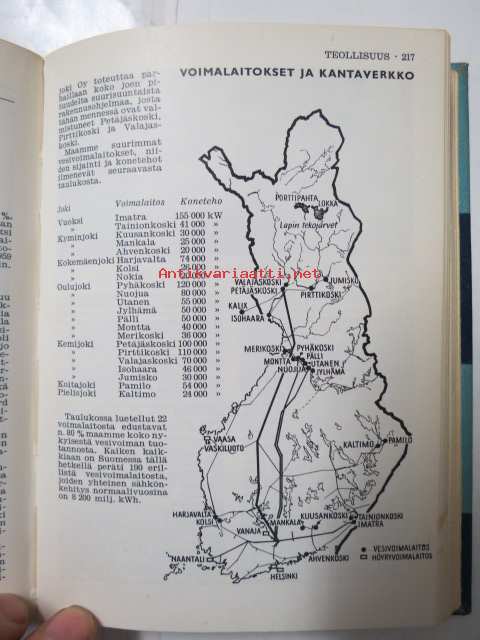 TEOLLISUUS · 217
VOIMALAITOKSET JA KANTAVERKKO
joki Oy toteuttaa par-
haillaan koko joen pi-
tuudelta suurisuuntaista
rakennusohjelmaa, josta
tähän mennessä ovat val-
mistuneet Petäjäskoski,
Pirttikoski ja Valajas-
koski.
Maamme suurimmat
vesivoimalaitokset, nii-
den sijainti ja konetehot
ilmenevät seuraavasta
taulukosta.
Joki Voimalaitos Koneteho
Vuoksi Imatra 155 000 kW
» Tainionkoski 41 000 »
Kyminjoki Kuusankoski 30 000 »
» Mankala 25 000 »
» Ahvenkoski 20 000 »
Kokemäenjoki Harjavalta 74 000 »
» Kolsi »
» Nokia
Oulujoki Pyhäkoski 120 000 »
» Nuojua 80 000 »
» Utanen 55 000 »
» Jylhämä 50 000 »
» Pälli 50 000 »
» Montta 40 000 »
» Merikoski 36 000 »
Kemijoki Petäjäskoski 100 000 »
» Pirttikoski 110 000 »
» Valajaskoski 70 000 »
» Isohaara 46 000 »
» Jumisko 30 000 »
Koitajoki Pamilo 54 000 »
Pielisjoki Kaltimo 24 000 »
Taulukossa luetellut 22
voimalaitosta edustavat
n. 80 % maamme koko ny-
kyisestä vesivoiman tuo-
tannosta. Kaiken kaik-
kiaan on Suomessa tällä
hetkellä peräti 190 eril-
listä vesivoimalaitosta,
joiden yhteinen sähkön-
kehitys normaalivuosina
on 8 200 milj. kWh.
Antikvariaatti.net
PORTTIPAHTA
LOKKA
Lapin tekojärvet
VALAJASKOSKI
PETÄJÄSKOSKI
JUMISKO
PIRTTIKOSKI
KALIX
ISOHAARA
MERIKOSKI
PYHÄKOSKI
PÄLLI
MONTTA
UTANEN
NUOJUA
JYLHÄMÄ
VAASA
VASKILUOTO
KALTIMO
PAMILO
HARJAVALTA
KOLSI
VANAJA
MANKALA
KUUSANKOSKI
TAINIONKOSKI
IMATRA
NAANTALI
HELSINKI
AHVENKOSKI
VESIVOIMALAITOS
HÖYRYVOIMALAITOS